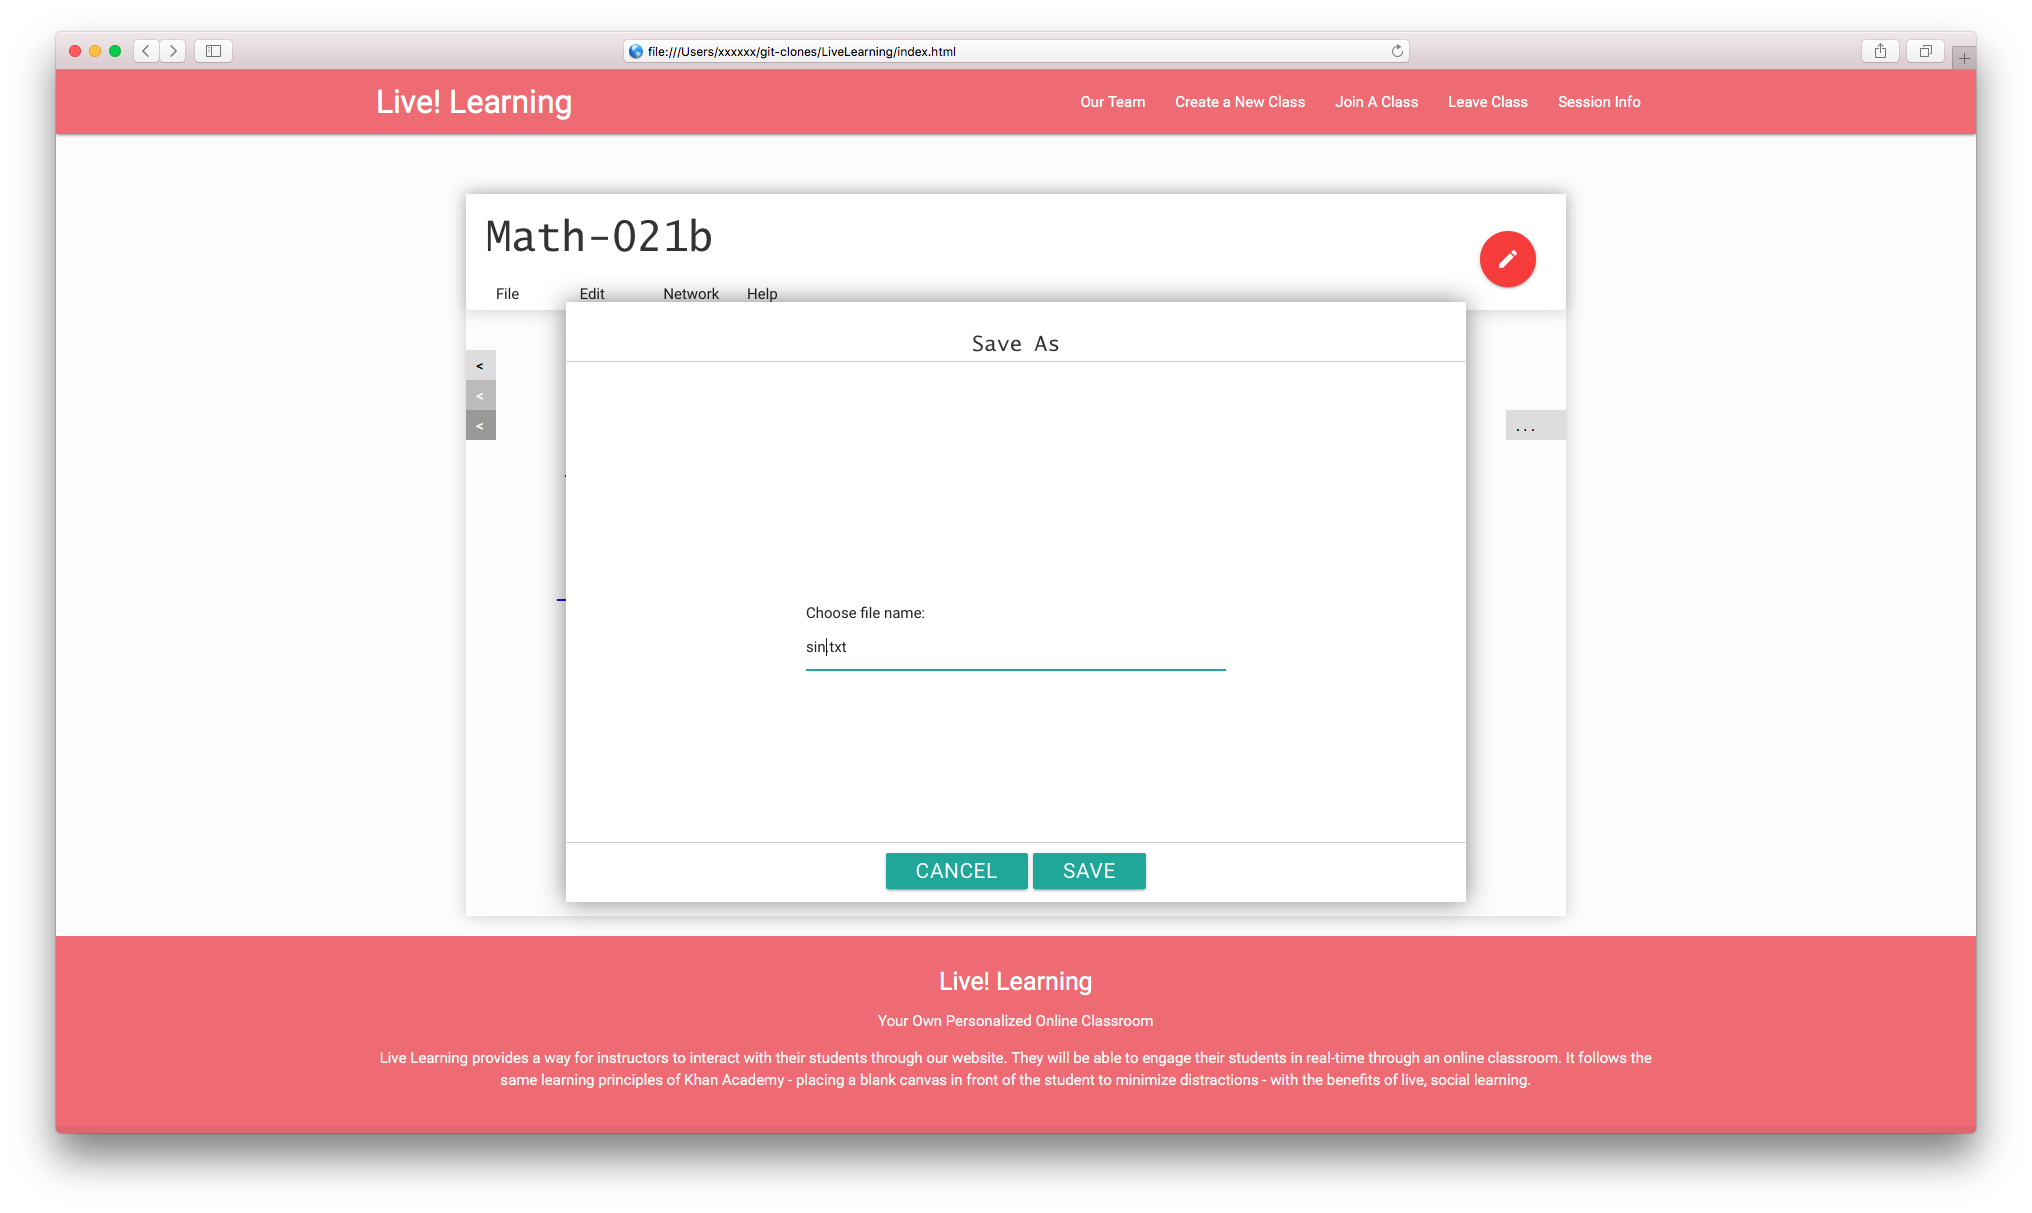 file:///Users/xxxxxx/git-clones/LiveLearning/index.html
Live! Learning
Our Team Create a New Class Join A Class Leave Class Session Info
Math-021b
File Edit Network Help
Save As
<
<
<
...
Choose file name:
sin.txt
CANCEL SAVE
Live! Learning
Your Own Personalized Online Classroom
Live Learning provides a way for instructors to interact with their students through our website. They will be able to engage their students in real-time through an online classroom. It follows the
same learning principles of Khan Academy - placing a blank canvas in front of the student to minimize distractions - with the benefits of live, social learning.